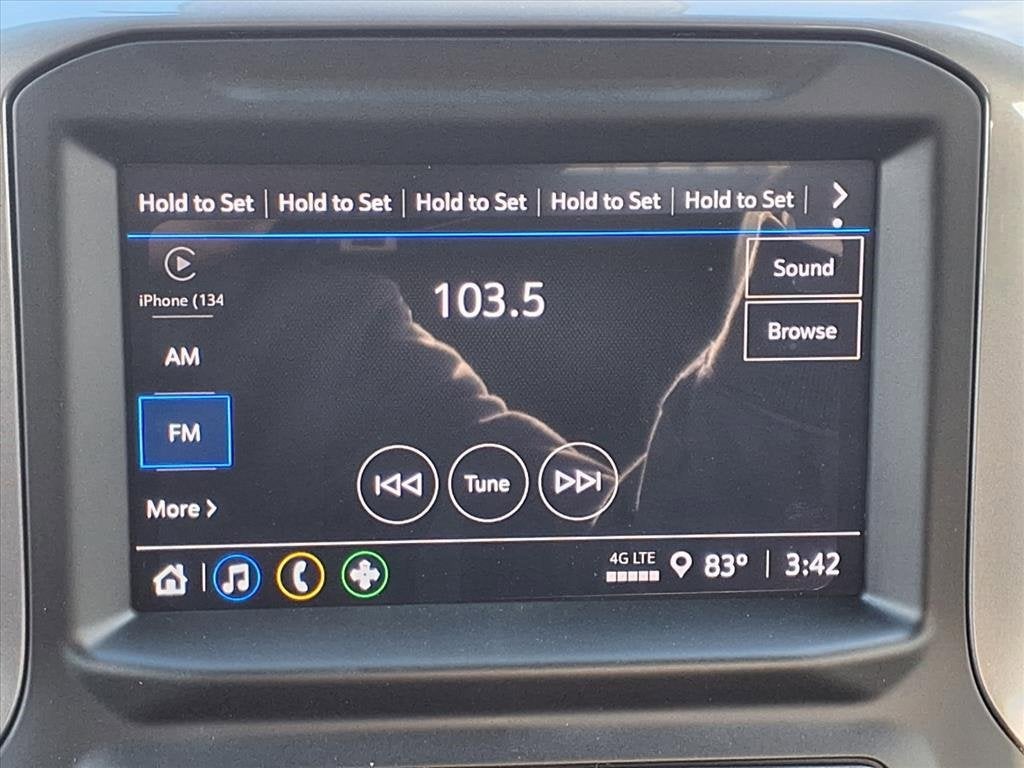 Hold to Set | Hold to Set | Hold to Set | Hold to Set | Hold to Set |
iPhone (134
103.5
Sound
Browse
AM
FM
More
Tune
4G LTE 83° | 3:42